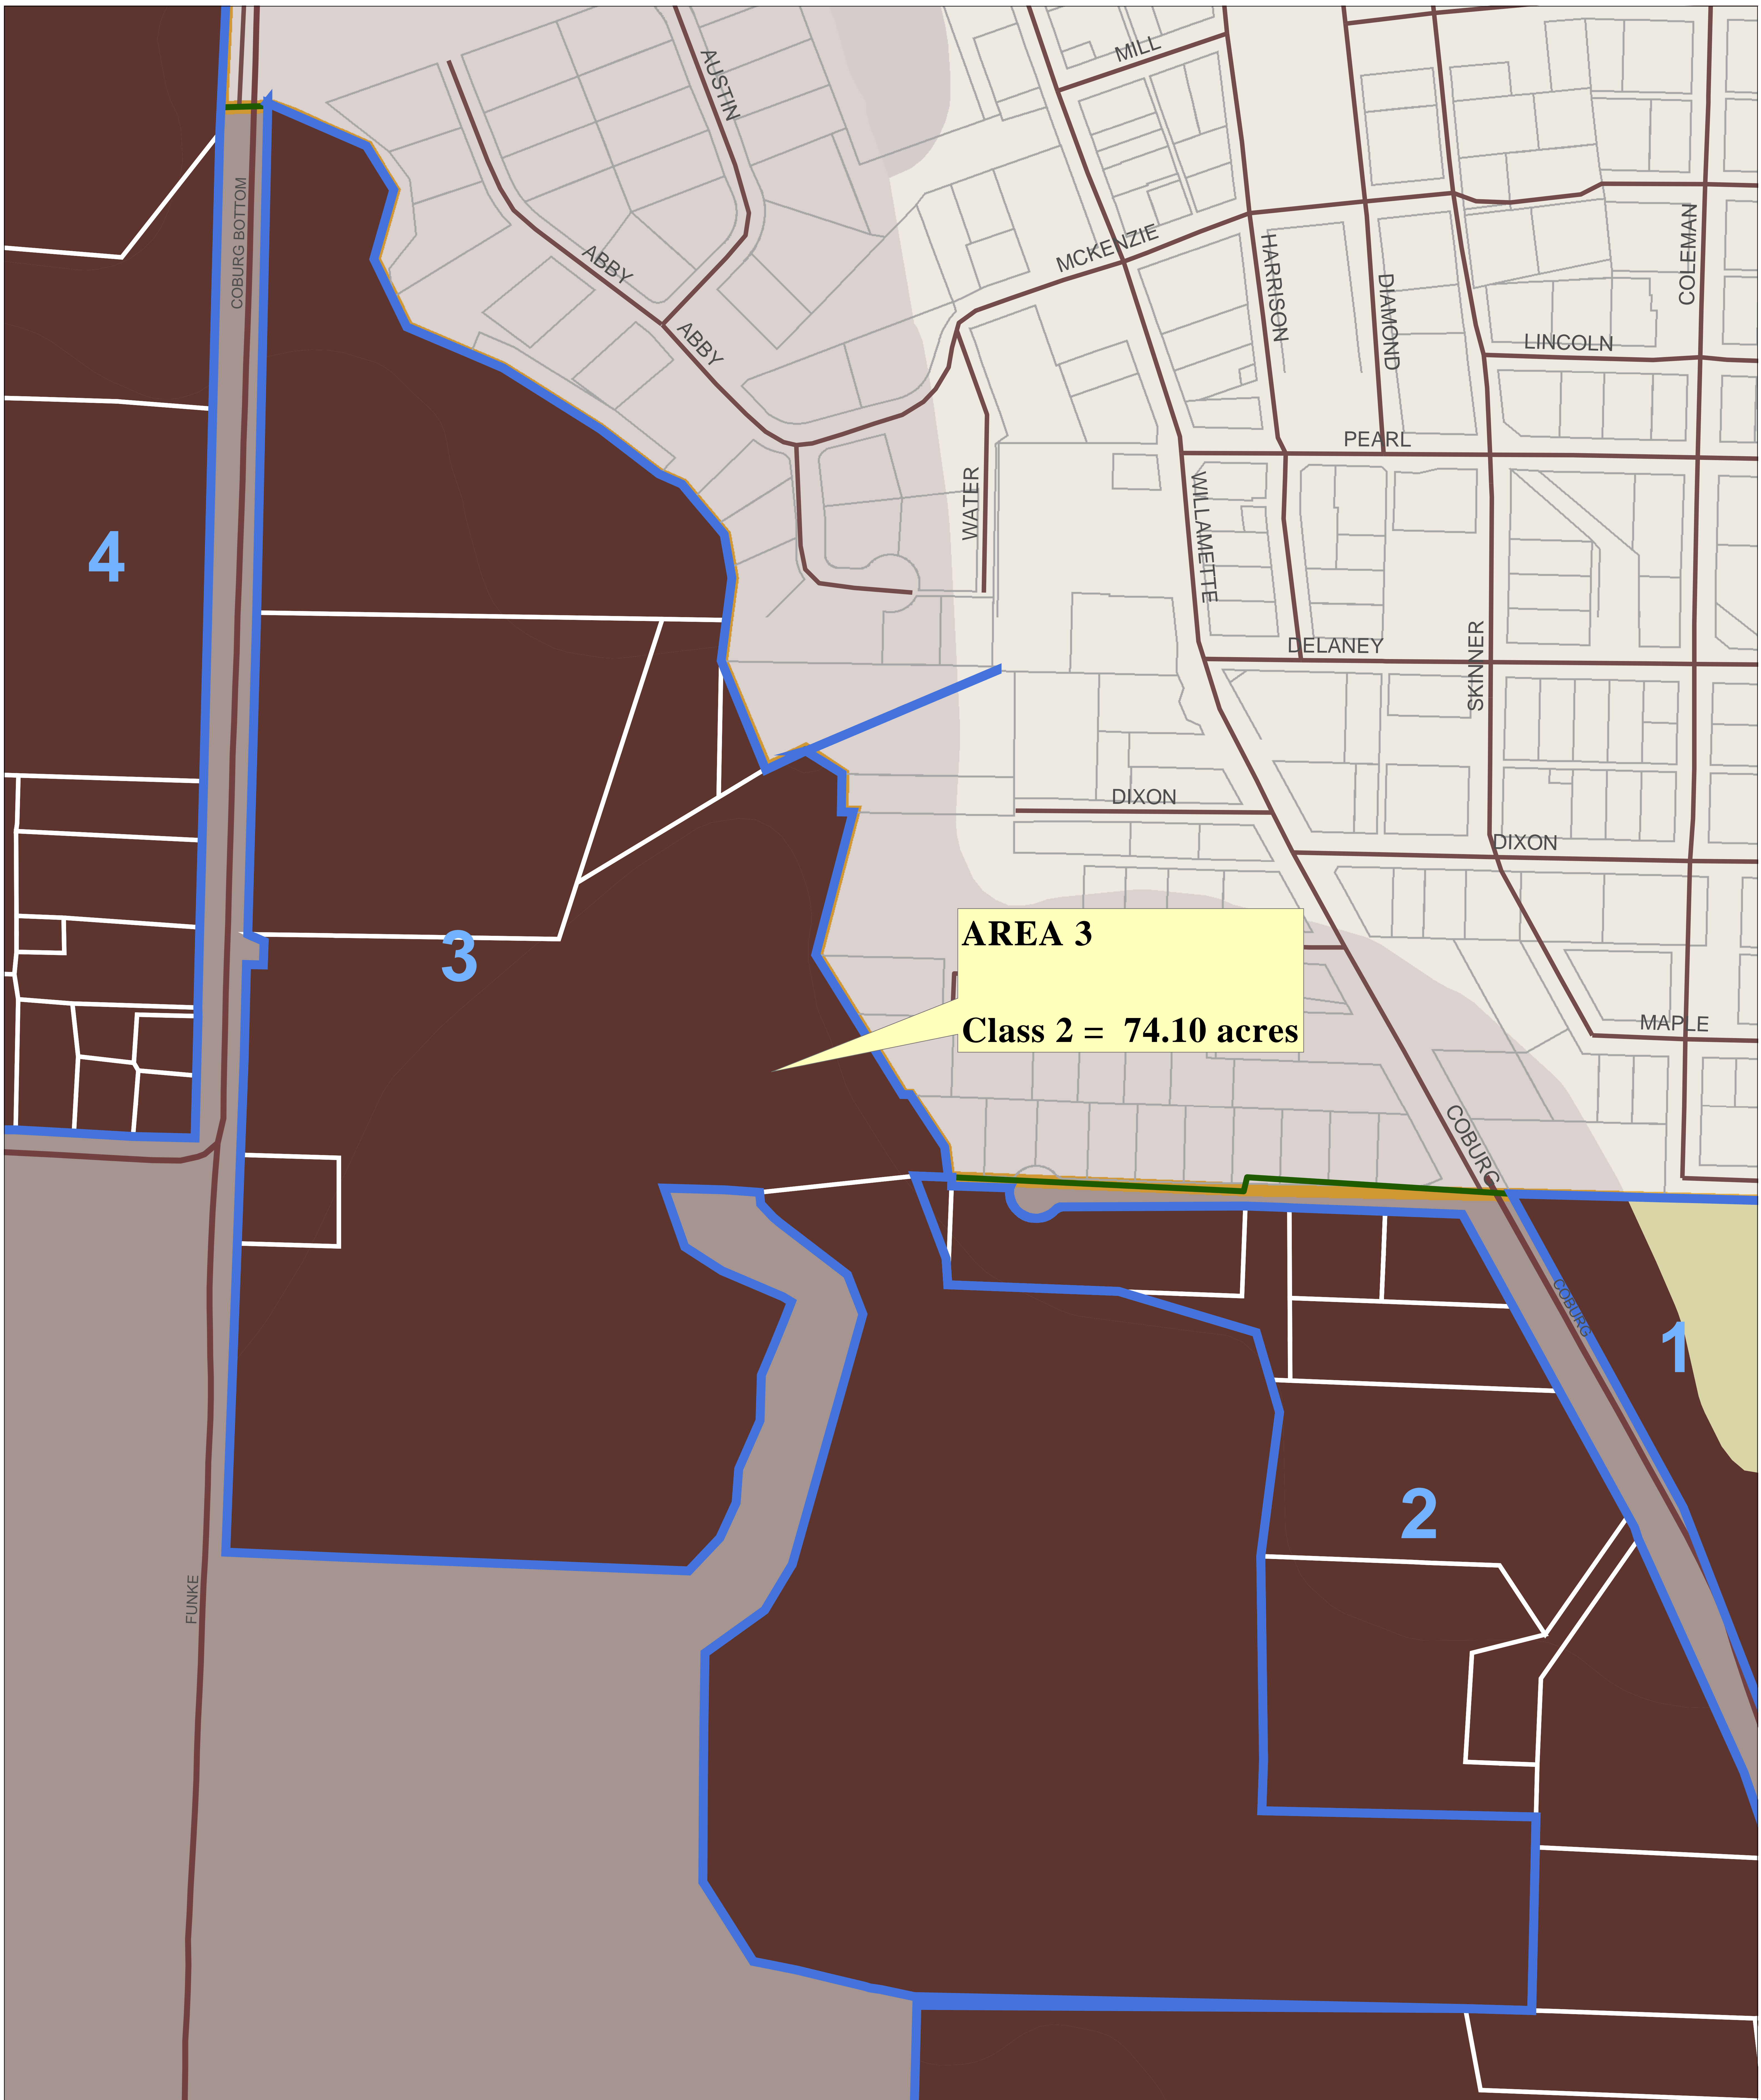 MILL
AUSTIN
COBURG BOTTOM
COLEMAN
MCKENZIE
HARRISON
ABBY
DIAMOND
ABBY
LINCOLN
PEARL
WATER
WILLAMETTE
4
DELANEY
SKINNER
DIXON
DIXON
AREA 3
3
Class 2 = 74.10 acres
MAPLE
COBURG
COBURG
1
2
FUNKE